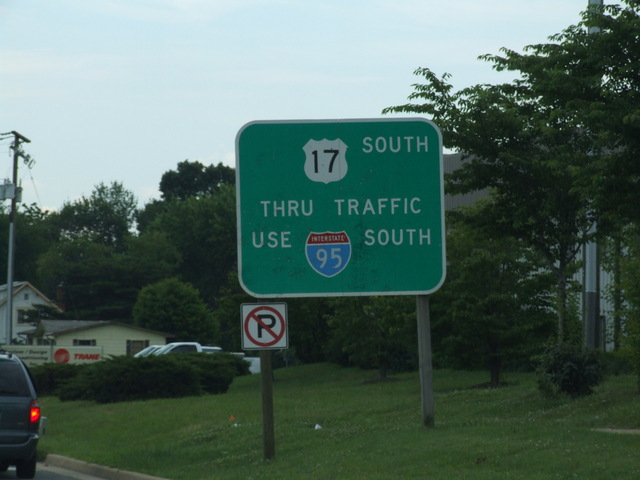 17 SOUTH
THRU TRAFFIC
USE INTERSTATE 95 SOUTH
P
TRANE